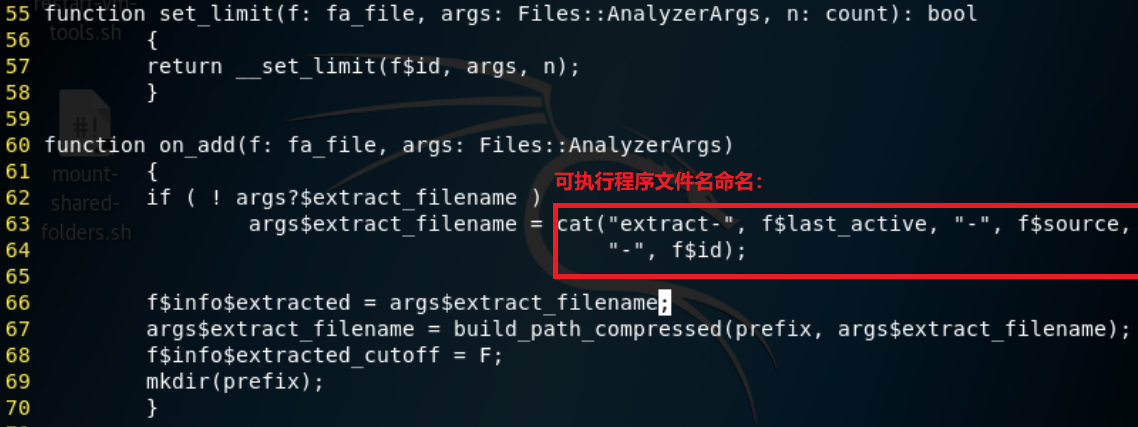 55 function set_limit(f: fa_file, args: Files::AnalyzerArgs, n: count): bool
56         {
57         return __set_limit(f$id, args, n);
58         }
59
60 function on_add(f: fa_file, args: Files::AnalyzerArgs)
61         {
可执行程序文件名命名：
62         if ( ! args?$extract_filename )
63                 args$extract_filename = cat("extract-", f$last_active, "-", f$source,
64                                             "-", f$id);
65
66         f$info$extracted = args$extract_filename;
67         args$extract_filename = build_path_compressed(prefix, args$extract_filename);
68         f$info$extracted_cutoff = F;
69         mkdir(prefix);
70         }
tools.sh
#!
mount-
shared-
folders.sh